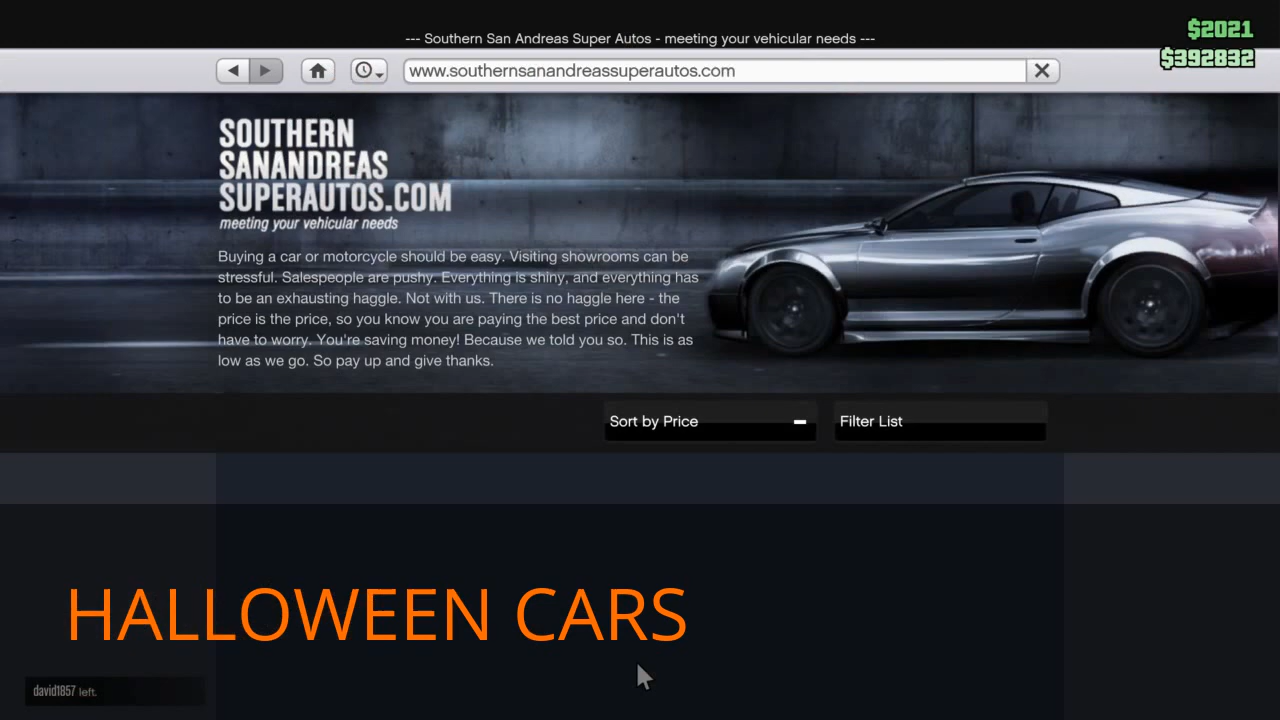 --- Southern San Andreas Super Autos - meeting your vehicular needs ---
$2021
$392832
www.southernsanandreassuperautos.com
SOUTHERN
SANANDREAS
SUPERAUTOS.COM
meeting your vehicular needs
Buying a car or motorcycle should be easy. Visiting showrooms can be
stressful. Salespeople are pushy. Everything is shiny, and everything has
to be an exhausting haggle. Not with us. There is no haggle here - the
price is the price, so you know you are paying the best price and don't
have to worry. You're saving money! Because we told you so. This is as
low as we go. So pay up and give thanks.
Sort by Price
Filter List
HALLOWEEN CARS
david1857 left.